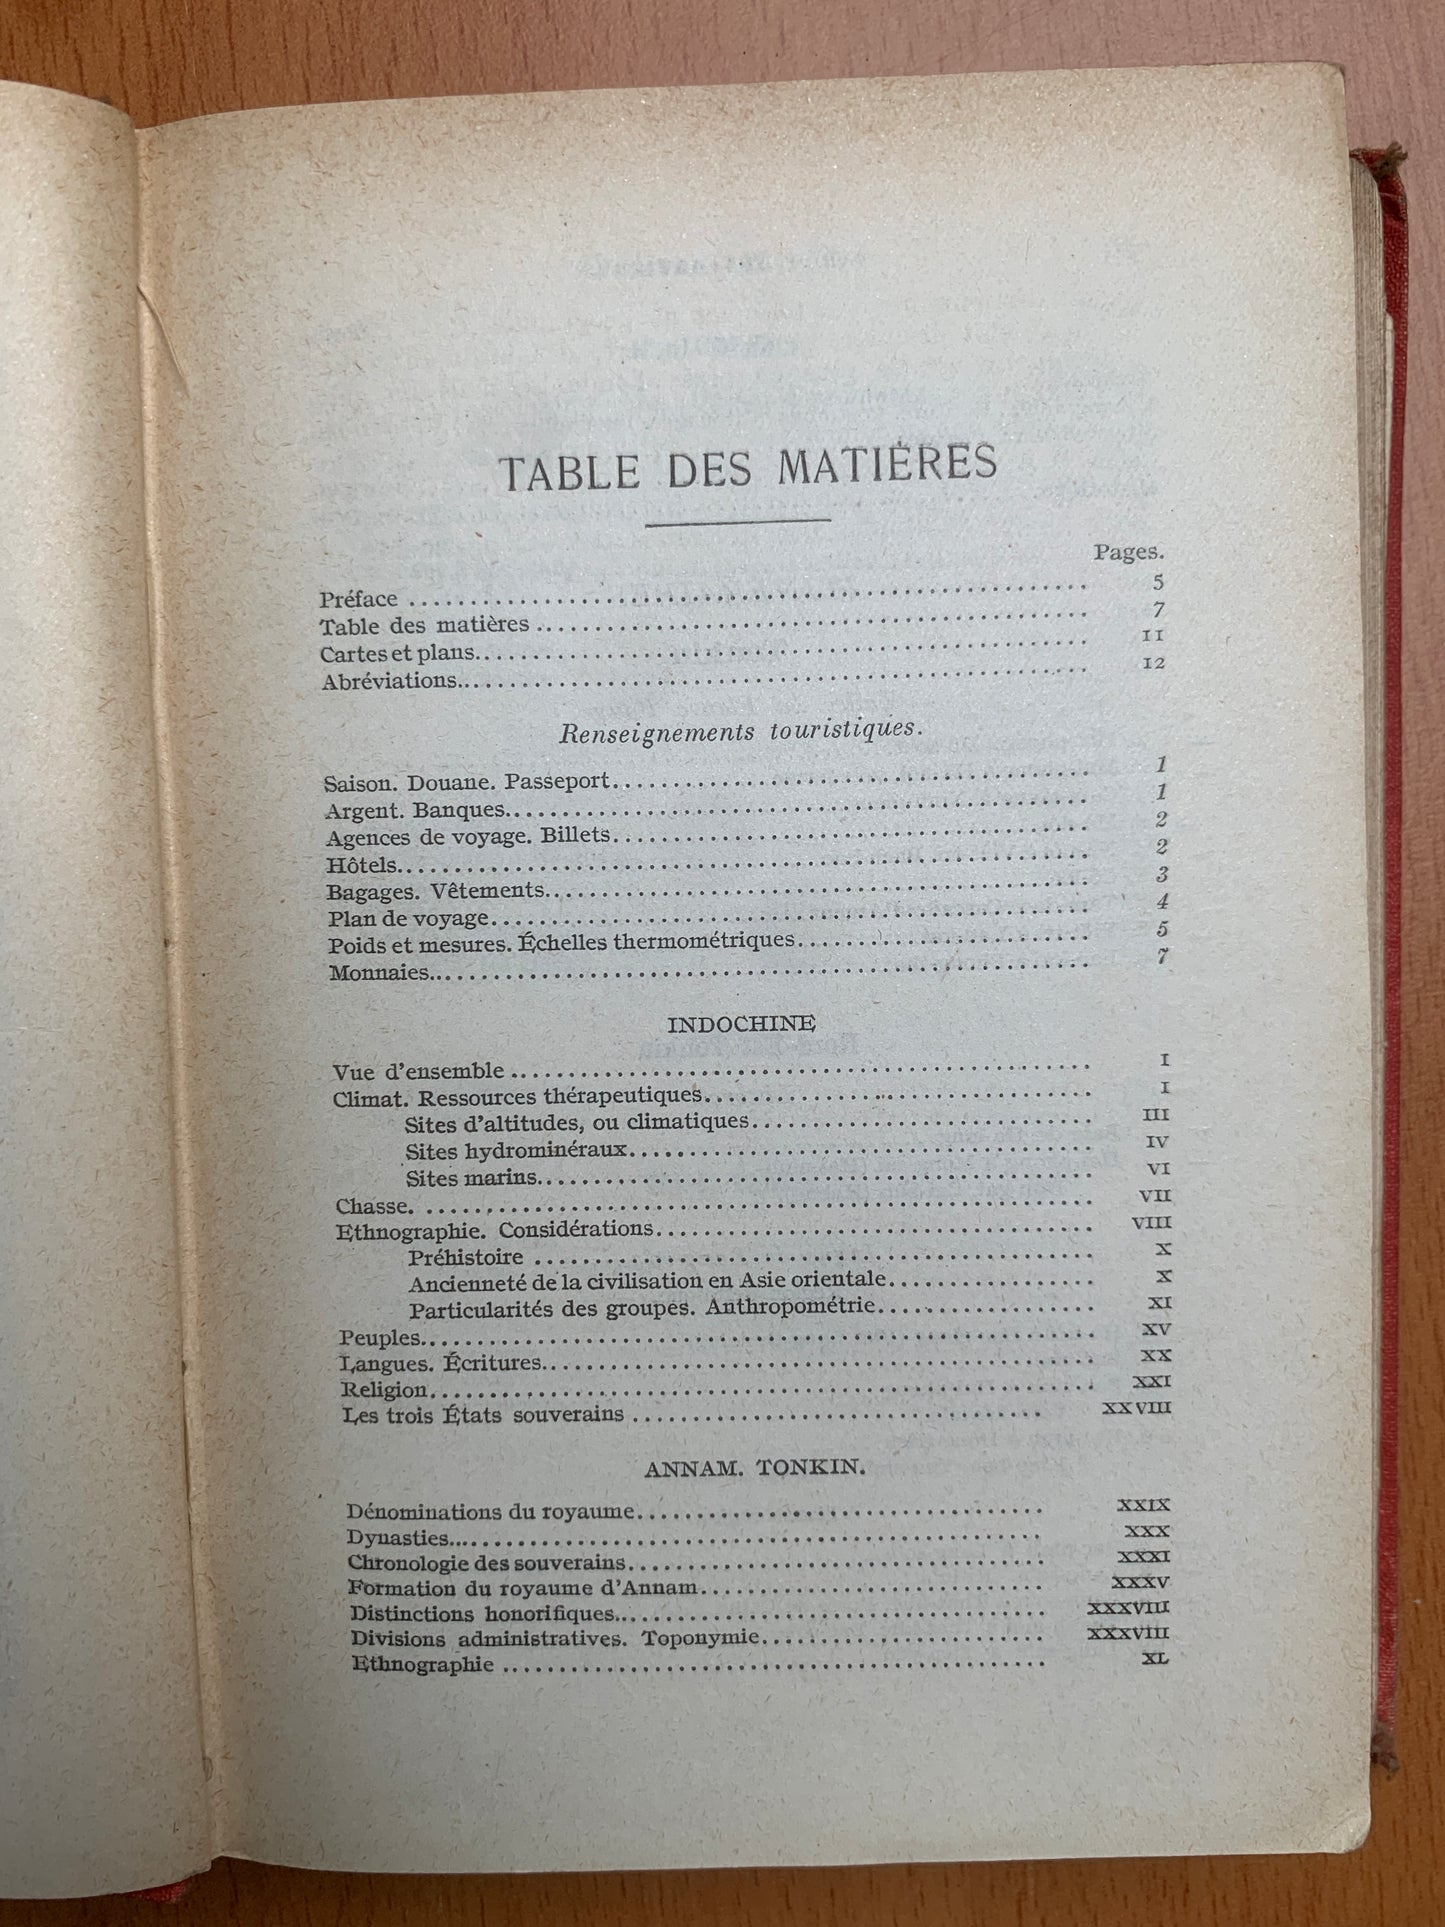 TABLE DES MATIÈRES
Pages.
Préface ........ 5
Table des matières ........ 7
Cartes et plans........ 11
Abréviations........ 12
Renseignements touristiques.
Saison. Douane. Passeport........ 1
Argent. Banques........ 1
Agences de voyage. Billets........ 2
Hôtels........ 2
Bagages. Vêtements........ 3
Plan de voyage........ 4
Poids et mesures. Échelles thermométriques........ 5
Monnaies........ 7
INDOCHINE
Vue d'ensemble ........ I
Climat. Ressources thérapeutiques........ I
Sites d'altitudes, ou climatiques........ III
Sites hydrominéraux........ IV
Sites marins........ VI
Chasse. ........ VII
Ethnographie. Considérations........ VIII
Préhistoire ........ X
Ancienneté de la civilisation en Asie orientale........ X
Particularités des groupes. Anthropométrie........ XI
Peuples........ XV
Langues. Écritures........ XX
Religion........ XXI
Les trois États souverains ........ XXVIII
ANNAM. TONKIN.
Dénominations du royaume........ XXIX
Dynasties........ XXX
Chronologie des souverains........ XXXI
Formation du royaume d'Annam........ XXXV
Distinctions honorifiques........ XXXVIII
Divisions administratives. Toponymie........ XXXVIII
Ethnographie ........ XL